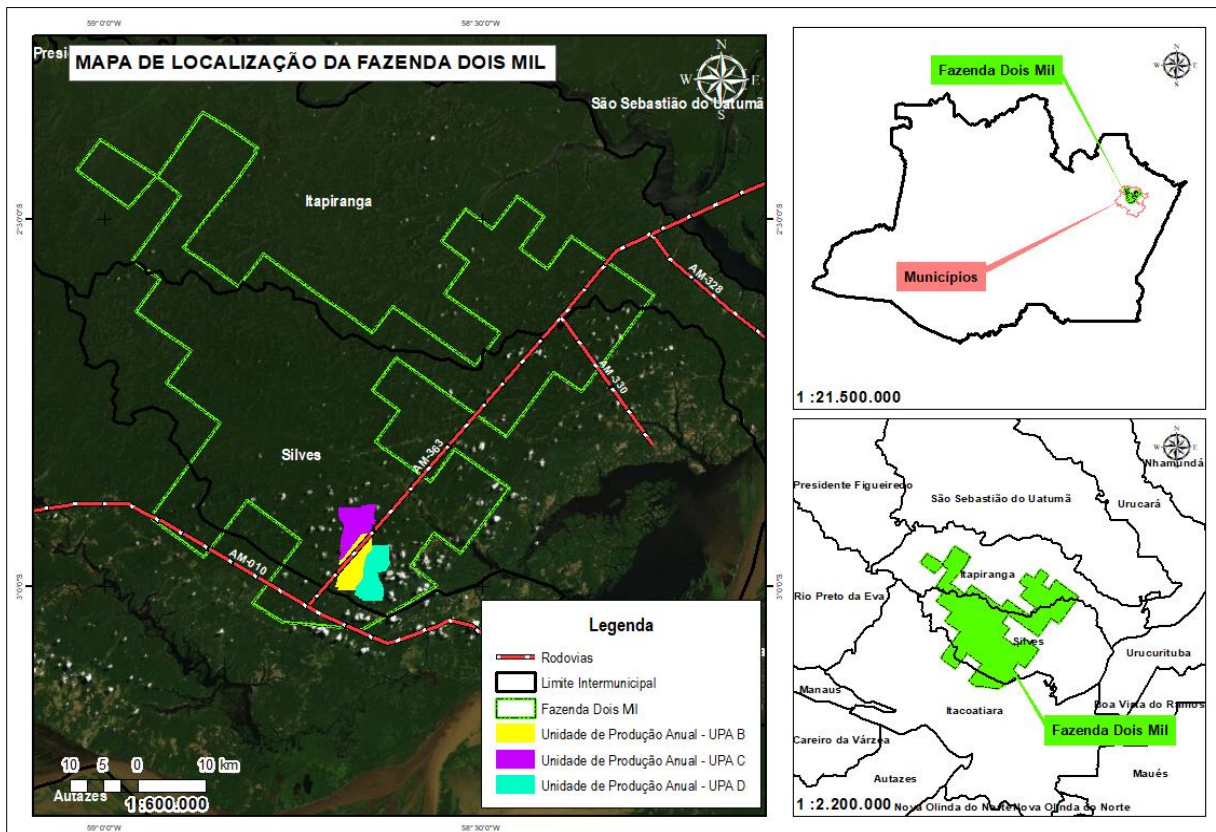 59°0'0"W
58°30'0"W
MAPA DE LOCALIZAÇÃO DA FAZENDA DOIS MIL
N
W E
S
São Sebastião do Uatumã
Itapiranga
2°30'0"S
2°30'0"S
AM-328
AM-330
AM-363
Silves
AM-010
3°0'0"S
3°0'0"S
Legenda
Rodovias
Limite Intermunicipal
Fazenda Dois Mil
Unidade de Produção Anual - UPA B
Unidade de Produção Anual - UPA C
Unidade de Produção Anual - UPA D
10 5 0 10 km
1:600.000
Autazes
59°0'0"W
58°30'0"W
Fazenda Dois Mil
N
W E
S
Municípios
1 :21.500.000
N
W E
S
Nhamundá
Presidente Figueiredo
São Sebastião do Uatumã
Urucará
Itapiranga
Rio Preto da Eva
Silves
Urucurituba
Manaus
Itacoatiara
Boa Vista do Ramos
Fazenda Dois Mil
Careiro da Várzea
Autazes
Maués
1 :2.200.000
Nova Olinda do Norte
Nova Olinda do Norte